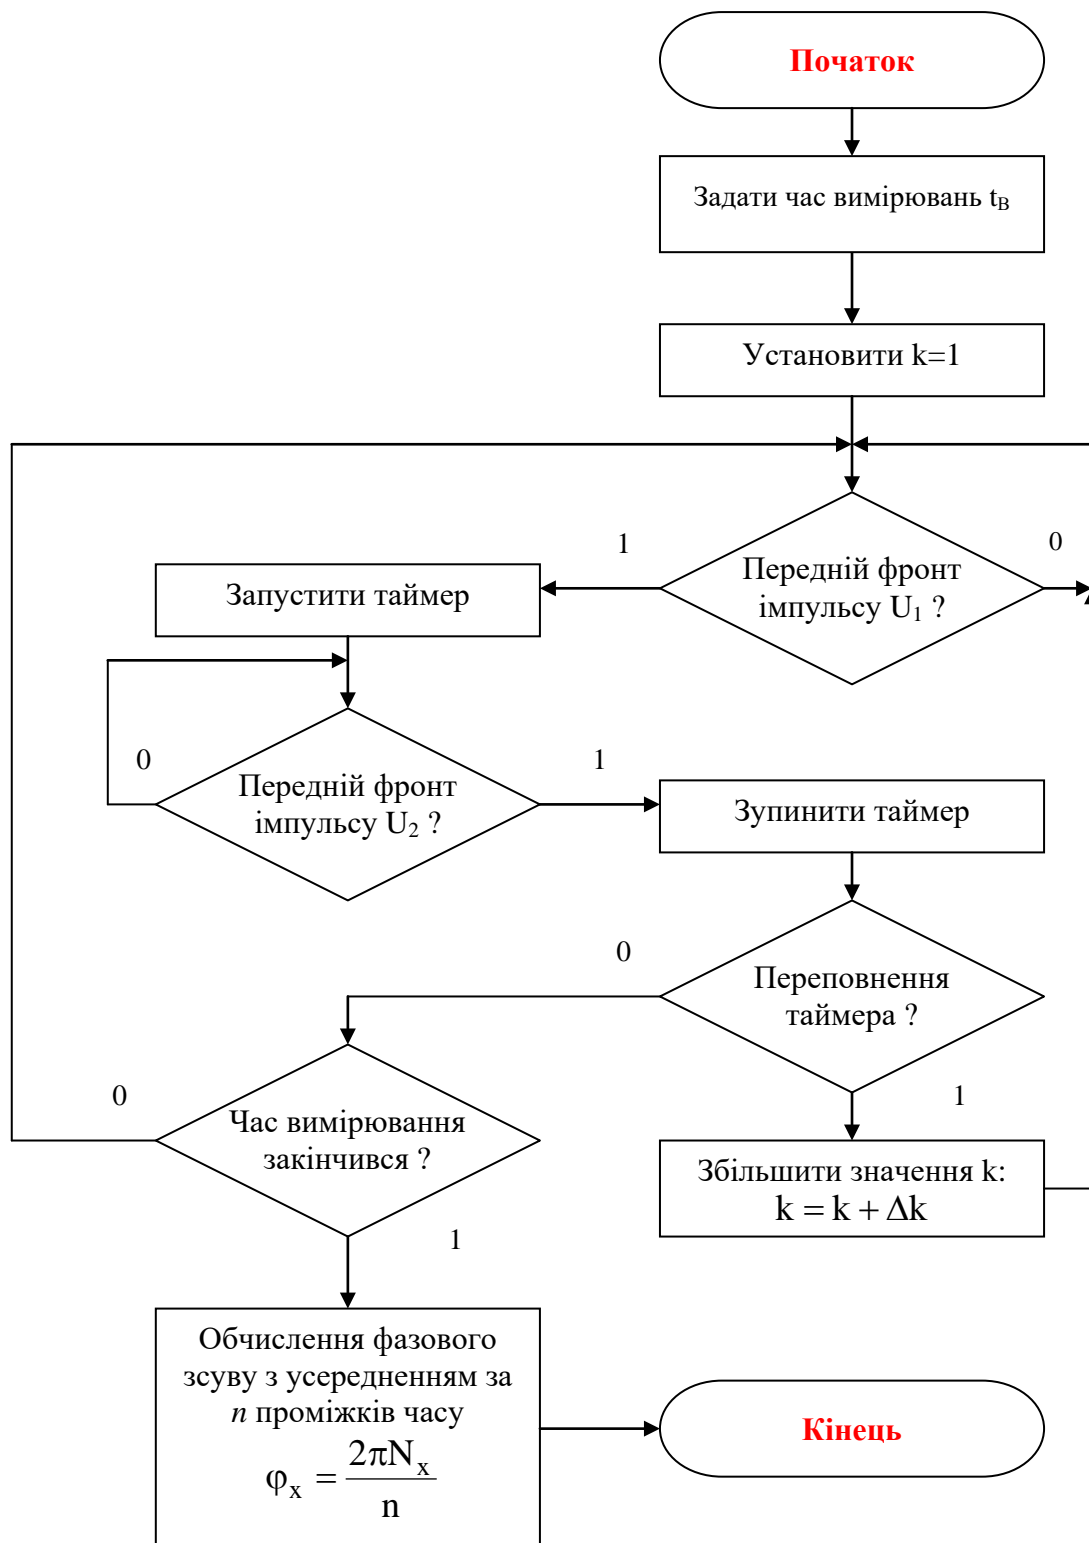 Початок
Задати час вимірювань tВ
Установити k=1
1
0
Передній фронт
імпульсу U1 ?
Запустити таймер
0
1
Передній фронт
імпульсу U2 ?
Зупинити таймер
0
Переповнення
таймера ?
0
1
Час вимірювання
закінчився ?
Збільшити значення k:
k = k + Δk
1
Обчислення фазового
зсуву з усередненням за
n проміжків часу
φx = 2πNx / n
Кінець